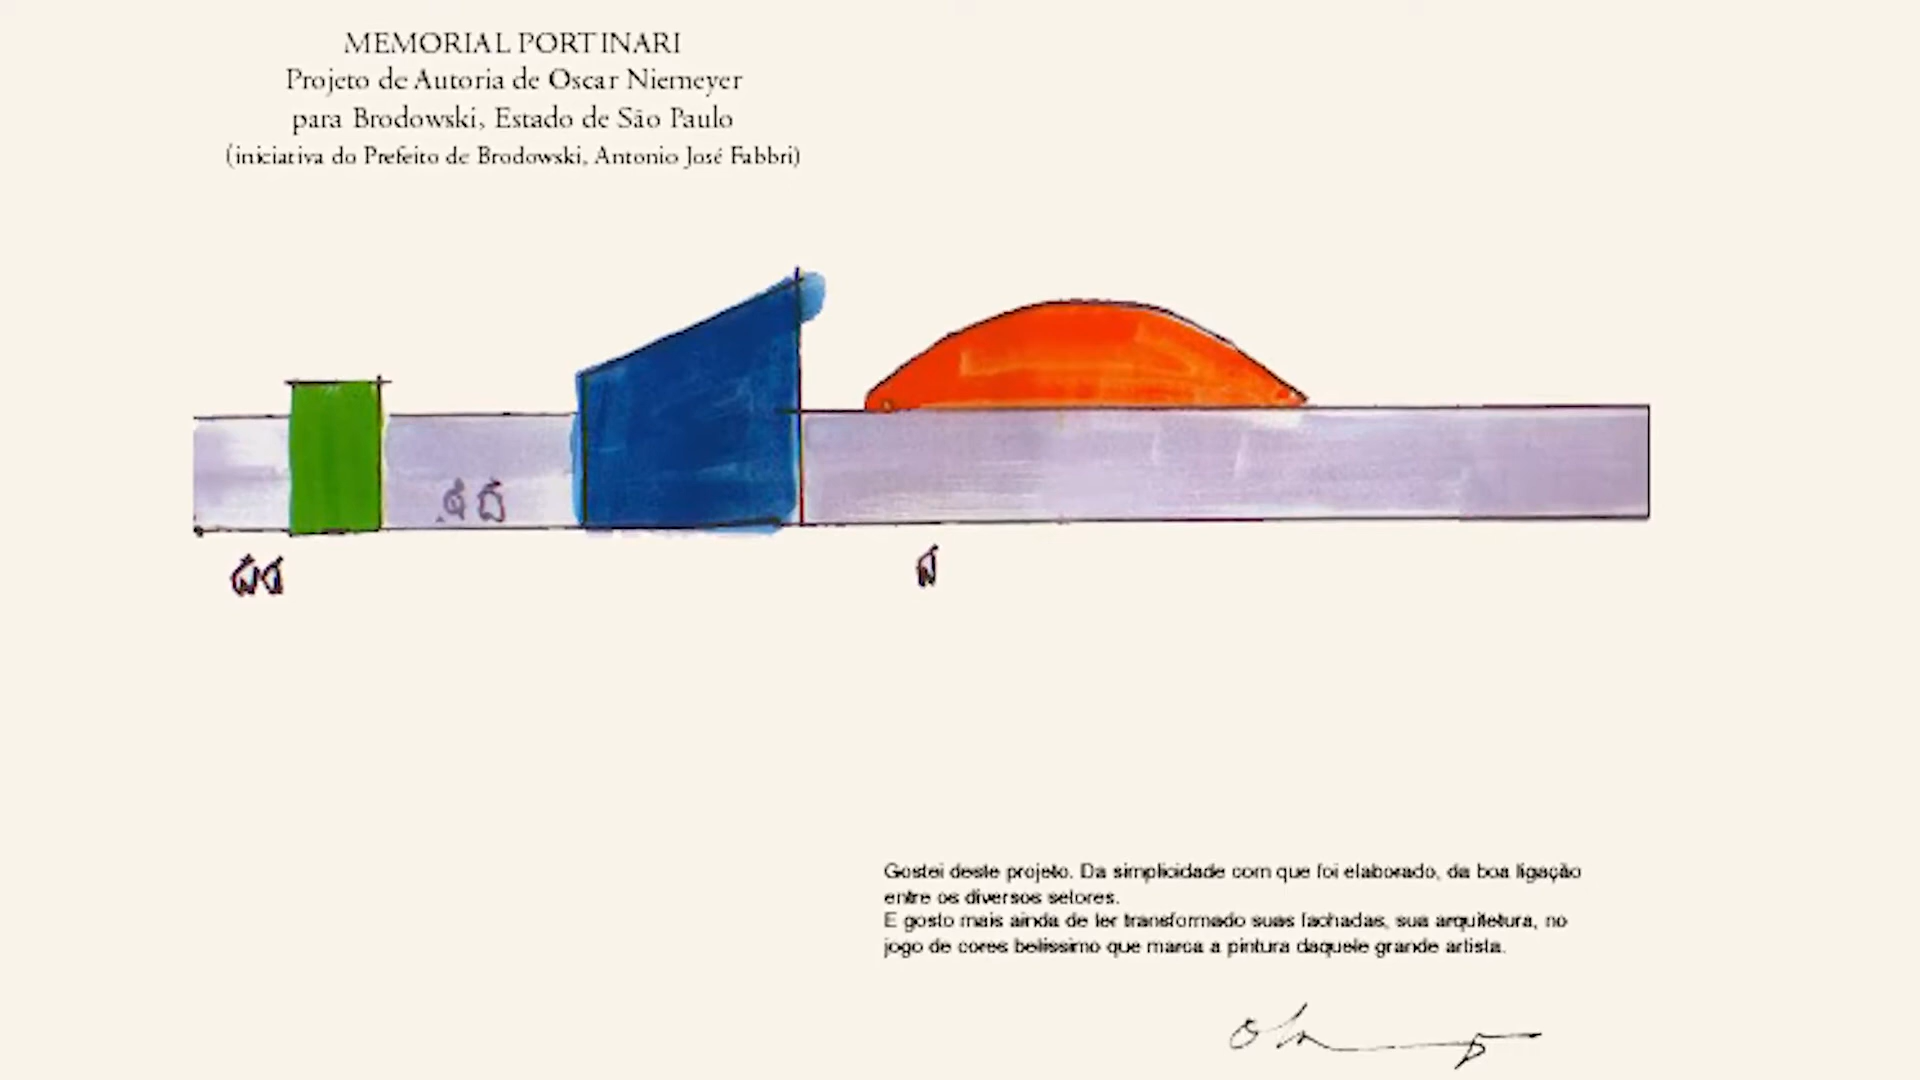 MEMORIAL PORTINARI
Projeto de Autoria de Oscar Niemeyer
para Brodowski, Estado de São Paulo
(iniciativa do Prefeito de Brodowski, Antonio José Fabbri)
Gostei deste projeto. Da simplicidade com que foi elaborado, da boa ligação
entre os diversos setores.
E gosto mais ainda de ter transformado suas fachadas, sua arquitetura, no
jogo de cores belíssimo que marca a pintura daquele grande artista.